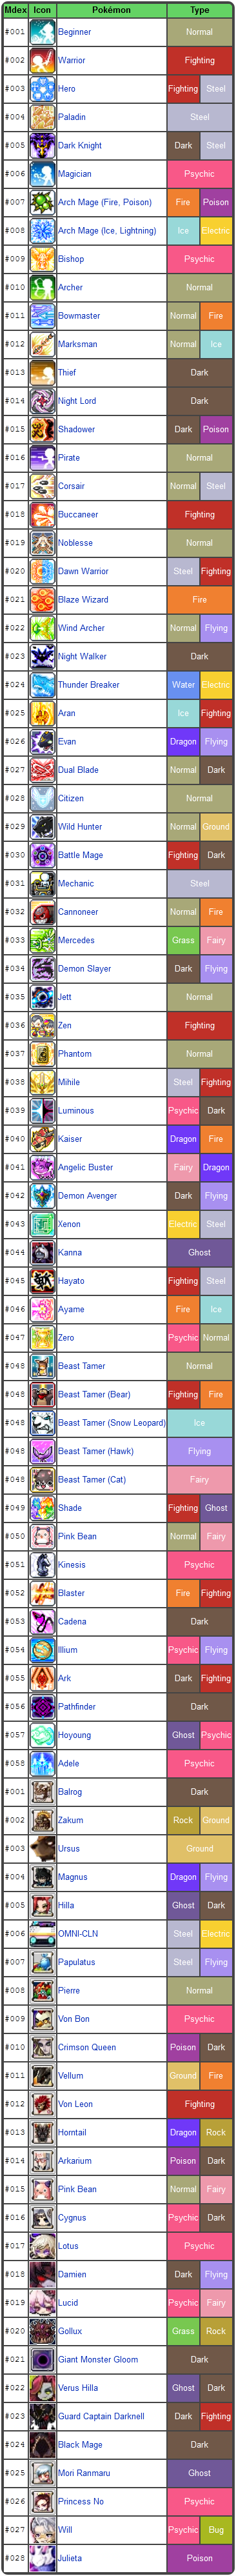 Mdex Icon Pokémon Type
#001 Beginner Normal
#002 Warrior Fighting
#003 Hero Fighting Steel
#004 Paladin Steel
#005 Dark Knight Dark Steel
#006 Magician Psychic
#007 Arch Mage (Fire, Poison) Fire Poison
#008 Arch Mage (Ice, Lightning) Ice Electric
#009 Bishop Psychic
#010 Archer Normal
#011 Bowmaster Normal Fire
#012 Marksman Normal Ice
#013 Thief Dark
#014 Night Lord Dark
#015 Shadower Dark Poison
#016 Pirate Normal
#017 Corsair Normal Steel
#018 Buccaneer Fighting
#019 Noblesse Normal
#020 Dawn Warrior Steel Fighting
#021 Blaze Wizard Fire
#022 Wind Archer Normal Flying
#023 Night Walker Dark
#024 Thunder Breaker Water Electric
#025 Aran Ice Fighting
#026 Evan Dragon Flying
#027 Dual Blade Normal Dark
#028 Citizen Normal
#029 Wild Hunter Normal Ground
#030 Battle Mage Fighting Dark
#031 Mechanic Steel
#032 Cannoneer Normal Fire
#033 Mercedes Grass Fairy
#034 Demon Slayer Dark Flying
#035 Jett Normal
#036 Zen Fighting
#037 Phantom Normal
#038 Mihile Steel Fighting
#039 Luminous Psychic Dark
#040 Kaiser Dragon Fire
#041 Angelic Buster Fairy Dragon
#042 Demon Avenger Dark Flying
#043 Xenon Electric Steel
#044 Kanna Ghost
#045 Hayato Fighting Steel
#046 Ayame Fire Ice
#047 Zero Psychic Normal
#048 Beast Tamer Normal
#048 Beast Tamer (Bear) Fighting Fire
#048 Beast Tamer (Snow Leopard) Ice
#048 Beast Tamer (Hawk) Flying
#048 Beast Tamer (Cat) Fairy
#049 Shade Fighting Ghost
#050 Pink Bean Normal Fairy
#051 Kinesis Psychic
#052 Blaster Fire Fighting
#053 Cadena Dark
#054 Illium Psychic Flying
#055 Ark Dark Fighting
#056 Pathfinder Dark
#057 Hoyoung Ghost Psychic
#058 Adele Psychic
#001 Balrog Dark
#002 Zakum Rock Ground
#003 Ursus Ground
#004 Magnus Dragon Flying
#005 Hilla Ghost Dark
#006 OMNI-CLN Steel Electric
#007 Papulatus Steel Flying
#008 Pierre Normal
#009 Von Bon Psychic
#010 Crimson Queen Poison Dark
#011 Vellum Ground Fire
#012 Von Leon Fighting
#013 Horntail Dragon Rock
#014 Arkarium Poison Dark
#015 Pink Bean Normal Fairy
#016 Cygnus Psychic Dark
#017 Lotus Psychic
#018 Damien Dark Flying
#019 Lucid Psychic Fairy
#020 Gollux Grass Rock
#021 Giant Monster Gloom Dark
#022 Verus Hilla Ghost Dark
#023 Guard Captain Darknell Dark Fighting
#024 Black Mage Dark
#025 Mori Ranmaru Ghost
#026 Princess No Psychic
#027 Will Psychic Bug
#028 Julieta Poison